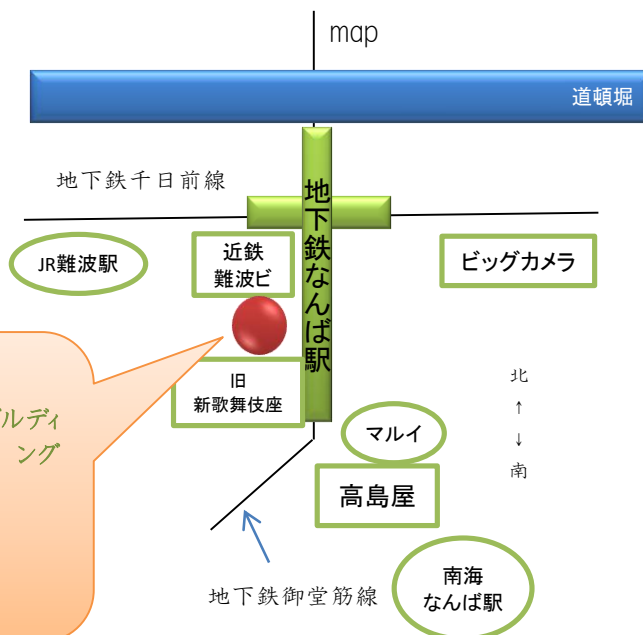 map
道頓堀
地下鉄千日前線
地下鉄なんば駅
JR難波駅
近鉄
難波ビ
ビッグカメラ
旧
新歌舞伎座
ルディ
ング
北
↑
↓
南
マルイ
高島屋
南海
なんば駅
地下鉄御堂筋線